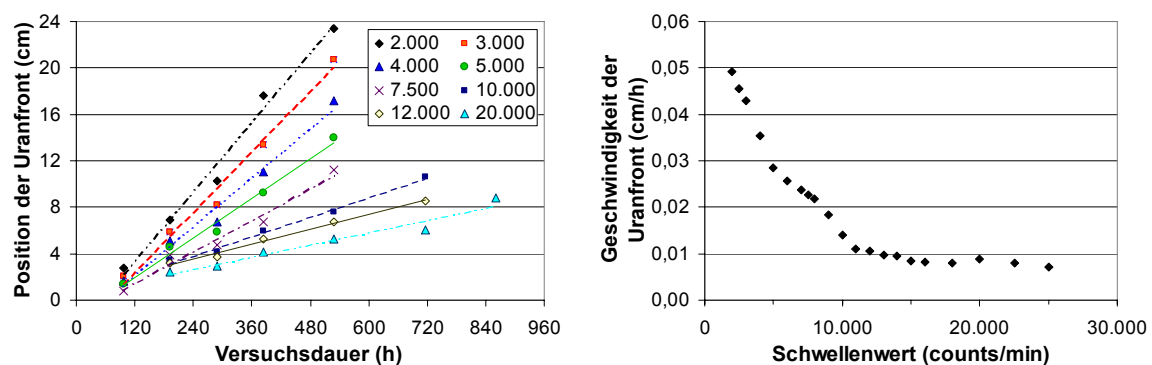 Position der Uranfront (cm)
24
20
16
12
8
4
0
2.000 3.000
4.000 5.000
7.500 10.000
12.000 20.000
0 120 240 360 480 600 720 840 960
Versuchsdauer (h)
Geschwindigkeit der
Uranfront (cm/h)
0,06
0,05
0,04
0,03
0,02
0,01
0,00
0 10.000 20.000 30.000
Schwellenwert (counts/min)